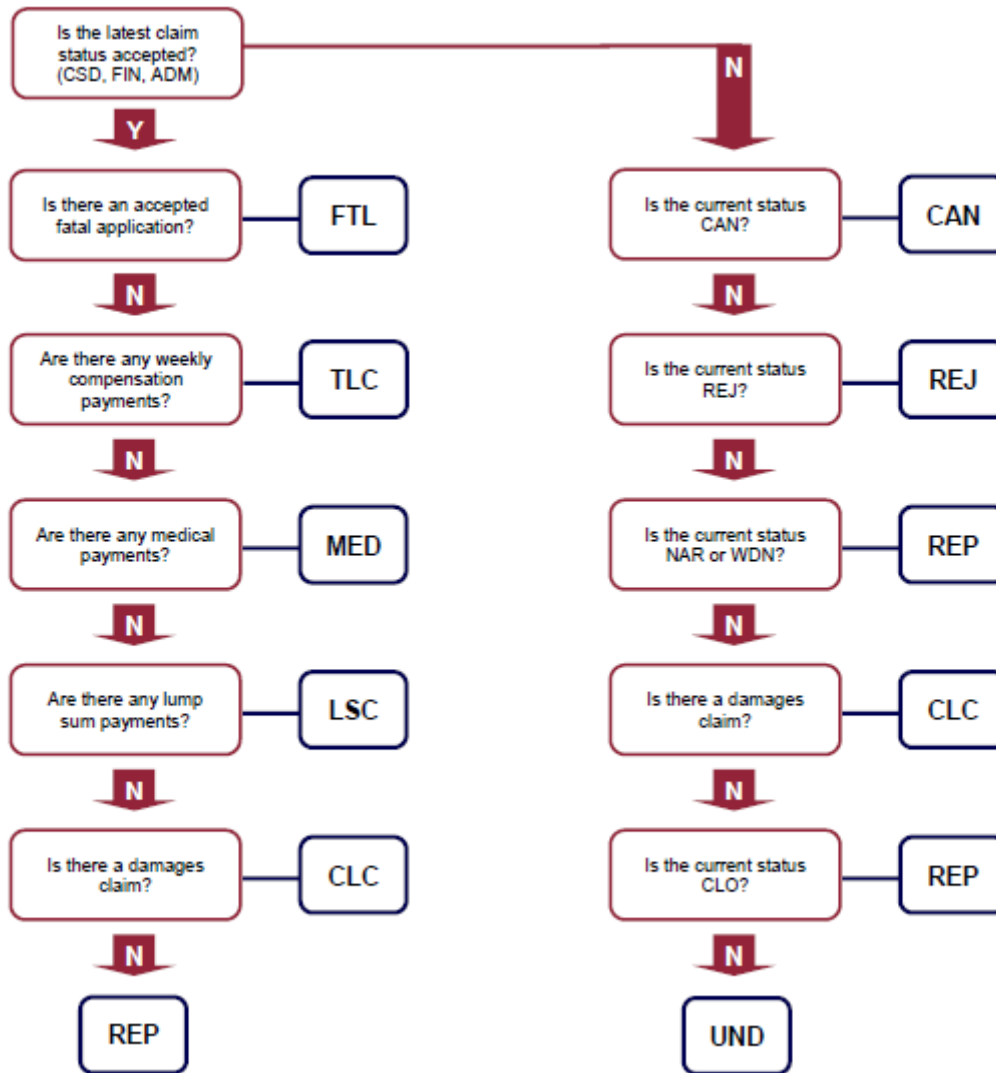 Is the latest claim
status accepted?
(CSD, FIN, ADM)
N
Y
Is there an accepted
fatal application?
FTL
Is the current status
CAN?
CAN
N
N
Are there any weekly
compensation
payments?
TLC
Is the current status
REJ?
REJ
N
N
Are there any medical
payments?
MED
Is the current status
NAR or WDN?
REP
N
N
Are there any lump
sum payments?
LSC
Is there a damages
claim?
CLC
N
N
Is there a damages
claim?
CLC
Is the current status
CLO?
REP
N
N
REP
UND